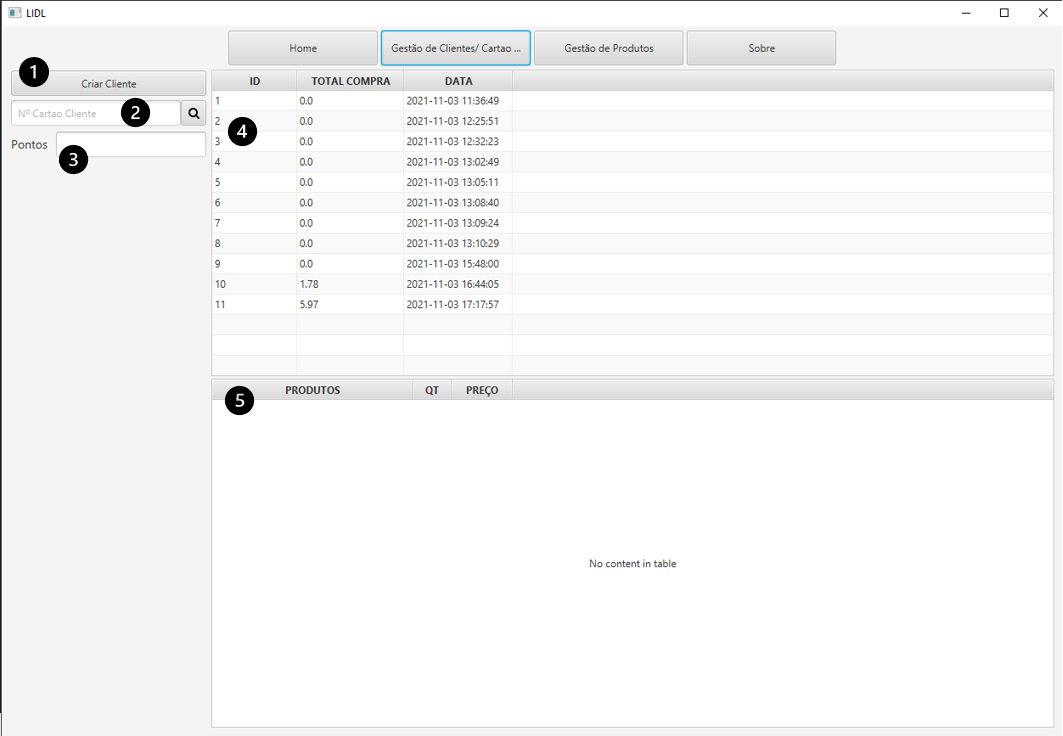 LIDL
Home Gestão de Clientes/ Cartao ... Gestão de Produtos Sobre
1
Criar Cliente
Nº Cartao Cliente 2
Pontos
3
ID TOTAL COMPRA DATA
1 0.0 2021-11-03 11:36:49
2 0.0 2021-11-03 12:25:51
4
3 0.0 2021-11-03 12:32:23
4 0.0 2021-11-03 13:02:49
5 0.0 2021-11-03 13:05:11
6 0.0 2021-11-03 13:08:40
7 0.0 2021-11-03 13:09:24
8 0.0 2021-11-03 13:10:29
9 0.0 2021-11-03 15:48:00
10 1.78 2021-11-03 16:44:05
11 5.97 2021-11-03 17:17:57
5
PRODUTOS QT PREÇO
No content in table